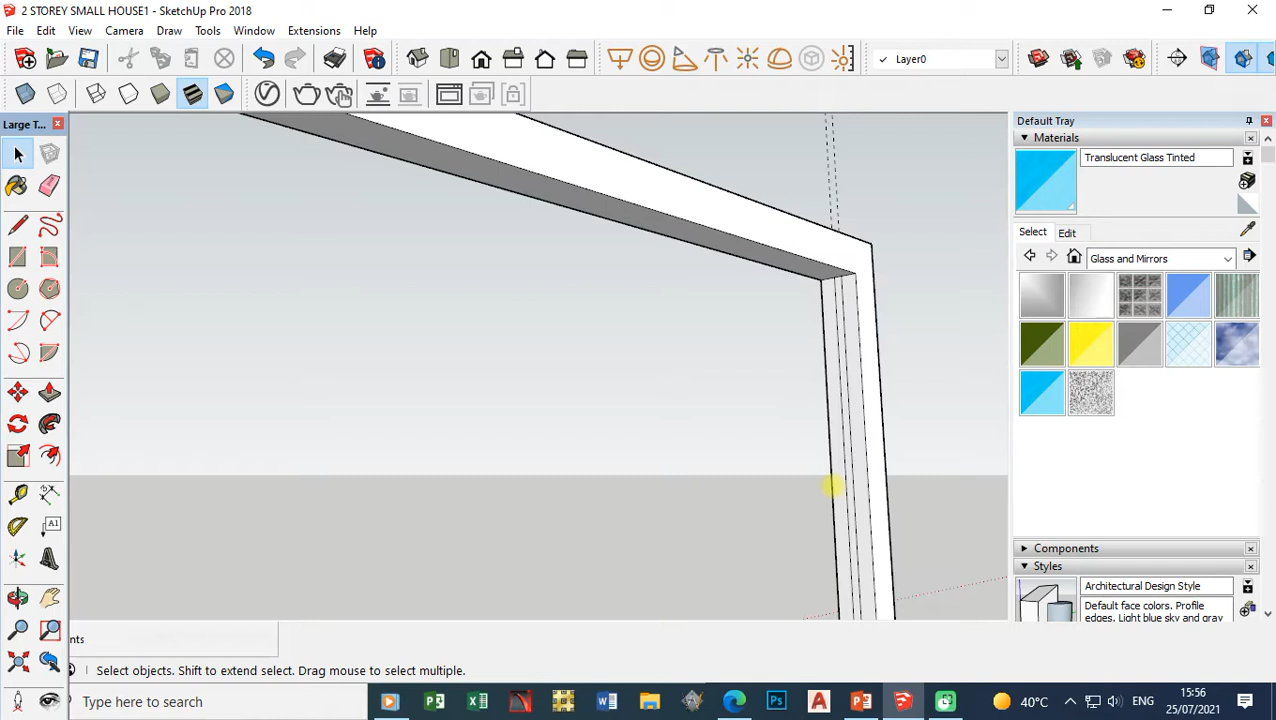 2 STOREY SMALL HOUSE1 - SketchUp Pro 2018
File Edit View Camera Draw Tools Window Extensions Help
Layer0
Large T...
Default Tray
Materials
Translucent Glass Tinted
Select Edit
Glass and Mirrors
A1
Components
Styles
Architectural Design Style
Default face colors. Profile
edges. Light blue sky and gray
nts
Select objects. Shift to extend select. Drag mouse to select multiple.
Type here to search
40°C
ENG
15:56
25/07/2021